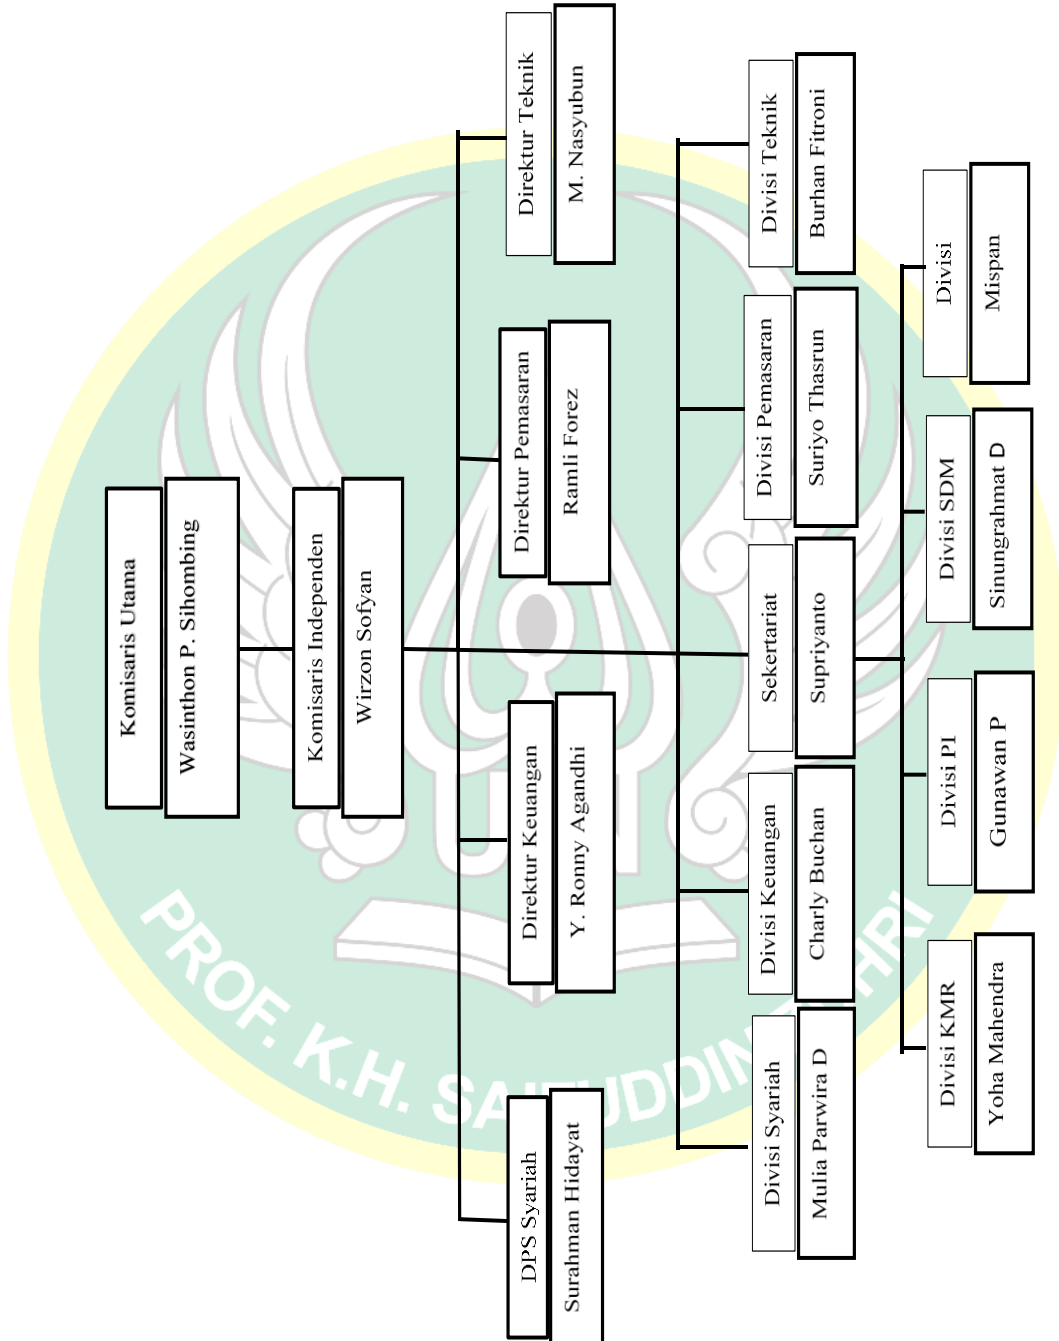 Komisaris Utama
Wasinthon P. Sihombing
Komisaris Independen
Wirzon Sofyan
DPS Syariah
Surahman Hidayat
Direktur Keuangan
Y. Ronny Agandhi
Direktur Pemasaran
Ramli Forez
Direktur Teknik
M. Nasyubun
Divisi Syariah
Mulia Parwira D
Divisi Keuangan
Charly Buchan
Sekertariat
Supriyanto
Divisi Pemasaran
Suriyo Thasrun
Divisi Teknik
Burhan Fitroni
Divisi KMR
Yoha Mahendra
Divisi PI
Gunawan P
Divisi SDM
Sinungrahmat D
Divisi
Mispan
PROF. K.H.